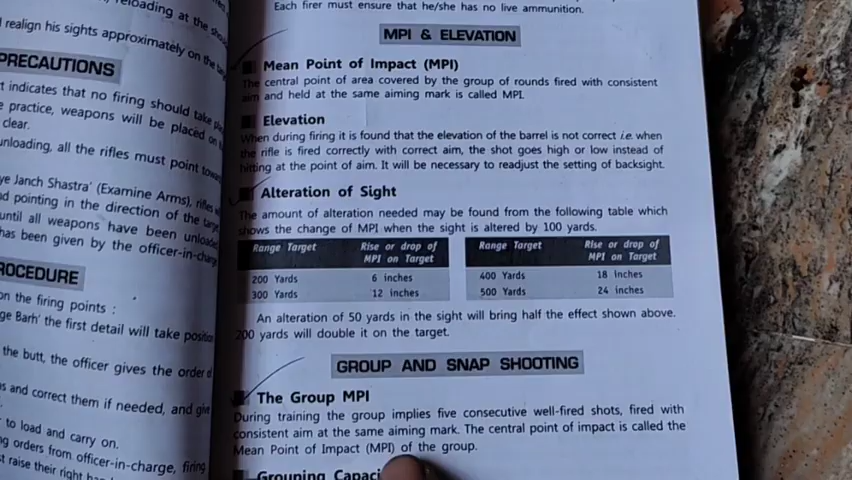 reloading at the
realign his sights approximately on the
PRECAUTIONS
t indicates that no firing should take
practice, weapons will be placed on
clear.
unloading, all the rifles must point
ye Janch Shastra' (Examine Arms), rifles
d pointing in the direction of the
until all weapons have been
has been given by the officer-in-charge
ROCEDURE
on the firing points :
ge Barh' the first detail will take position
the butt, the officer gives the order
s and correct them if needed, and
to load and carry on.
ng orders from officer-in-charge, firing
st raise their right
Each firer must ensure that he/she has no live ammunition.
MPI & ELEVATION
Mean Point of Impact (MPI)
The central point of area covered by the group of rounds fired with consistent
aim and held at the same aiming mark is called MPI.
Elevation
When during firing it is found that the elevation of the barrel is not correct i.e. when
the rifle is fired correctly with correct aim, the shot goes high or low instead of
hitting at the point of aim. It will be necessary to readjust the setting of backsight.
Alteration of Sight
The amount of alteration needed may be found from the following table which
shows the change of MPI when the sight is altered by 100 yards.
Range Target Rise or drop of MPI on Target Range Target Rise or drop of MPI on Target
200 Yards 6 inches 400 Yards 18 inches
300 Yards 12 inches 500 Yards 24 inches
An alteration of 50 yards in the sight will bring half the effect shown above.
200 yards will double it on the target.
GROUP AND SNAP SHOOTING
The Group MPI
During training the group implies five consecutive well-fired shots, fired with
consistent aim at the same aiming mark. The central point of impact is called the
Mean Point of Impact (MPI) of the group.
Grouping